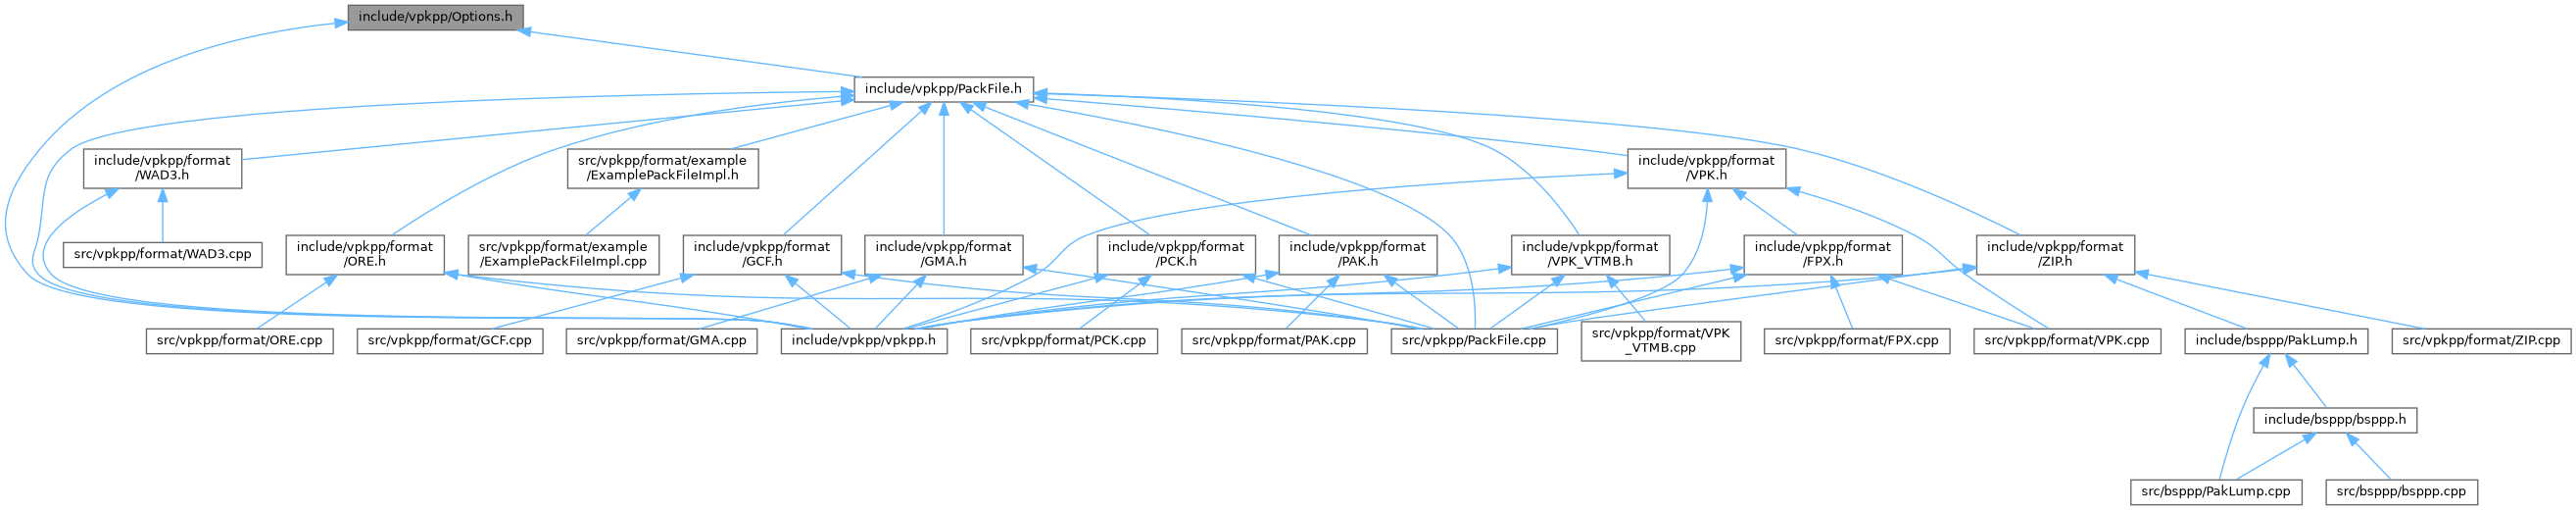 include/vpkpp/Options.h
include/vpkpp/PackFile.h
include/vpkpp/format
/WAD3.h
src/vpkpp/format/example
/ExamplePackFileImpl.h
include/vpkpp/format
/VPK.h
src/vpkpp/format/WAD3.cpp
include/vpkpp/format
/ORE.h
src/vpkpp/format/example
/ExamplePackFileImpl.cpp
include/vpkpp/format
/GCF.h
include/vpkpp/format
/GMA.h
include/vpkpp/format
/PCK.h
include/vpkpp/format
/PAK.h
include/vpkpp/format
/VPK_VTMB.h
include/vpkpp/format
/FPX.h
include/vpkpp/format
/ZIP.h
src/vpkpp/format/ORE.cpp
src/vpkpp/format/GCF.cpp
src/vpkpp/format/GMA.cpp
include/vpkpp/vpkpp.h
src/vpkpp/format/PCK.cpp
src/vpkpp/format/PAK.cpp
src/vpkpp/PackFile.cpp
src/vpkpp/format/VPK
_VTMB.cpp
src/vpkpp/format/FPX.cpp
src/vpkpp/format/VPK.cpp
include/bsppp/PakLump.h
src/vpkpp/format/ZIP.cpp
include/bsppp/bsppp.h
src/bsppp/PakLump.cpp
src/bsppp/bsppp.cpp